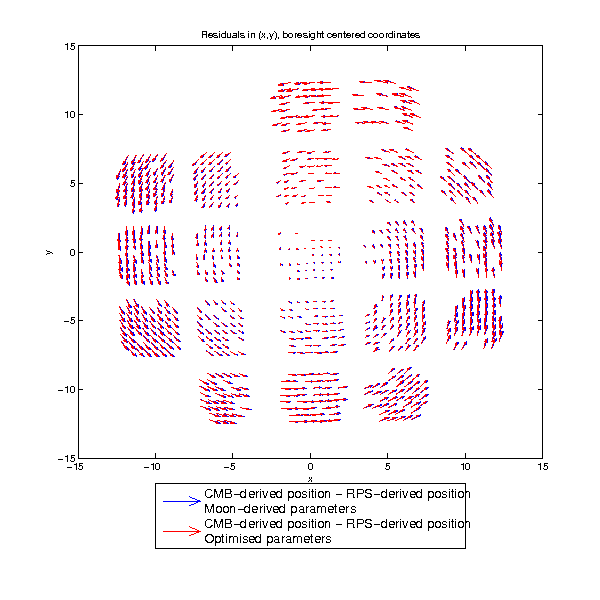 Residuals in (x,y), boresight centered coordinates
15
10
5
0
−5
−10
−15
y
−15 −10 −5 0 5 10 15
x
CMB−derived position − RPS−derived position
Moon−derived parameters
CMB−derived position − RPS−derived position
Optimised parameters